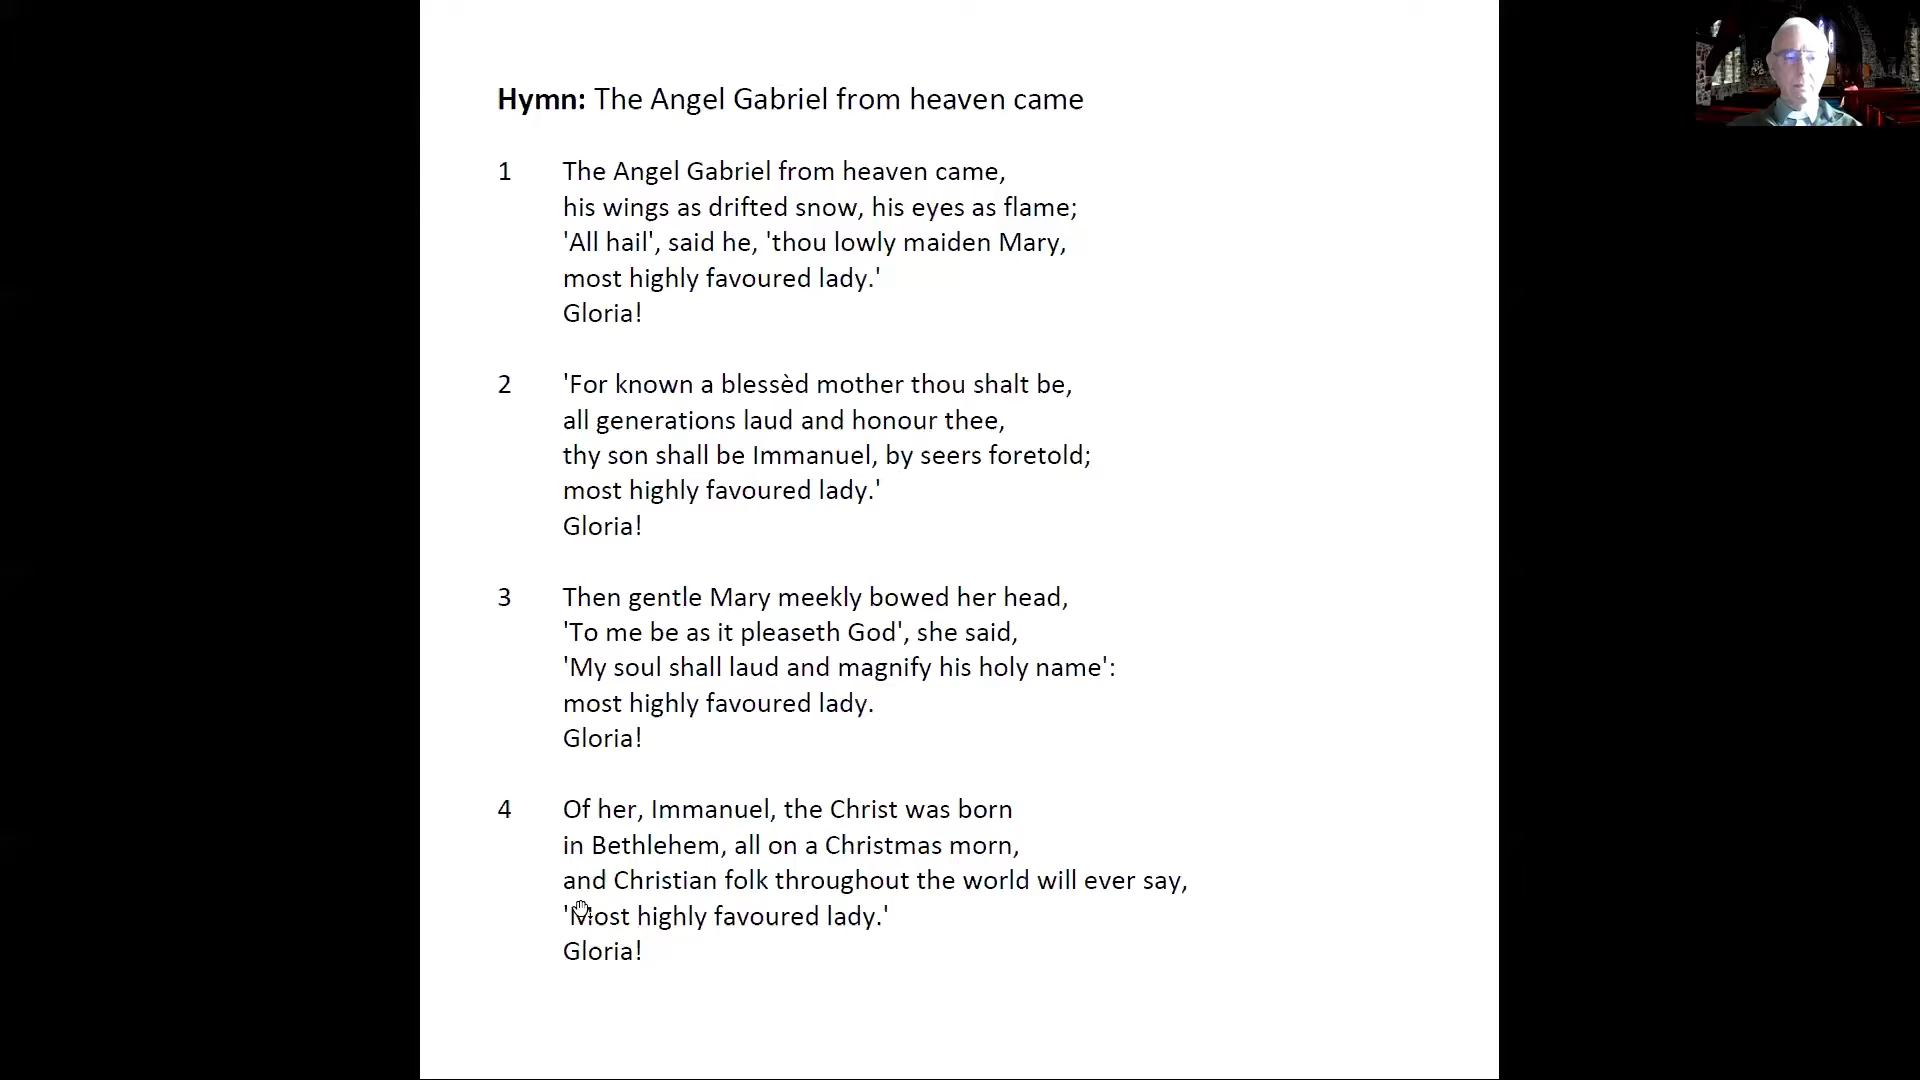 Hymn: The Angel Gabriel from heaven came
1 The Angel Gabriel from heaven came,
his wings as drifted snow, his eyes as flame;
'All hail', said he, 'thou lowly maiden Mary,
most highly favoured lady.'
Gloria!
2 'For known a blessèd mother thou shalt be,
all generations laud and honour thee,
thy son shall be Immanuel, by seers foretold;
most highly favoured lady.'
Gloria!
3 Then gentle Mary meekly bowed her head,
'To me be as it pleaseth God', she said,
'My soul shall laud and magnify his holy name':
most highly favoured lady.
Gloria!
4 Of her, Immanuel, the Christ was born
in Bethlehem, all on a Christmas morn,
and Christian folk throughout the world will ever say,
'Most highly favoured lady.'
Gloria!